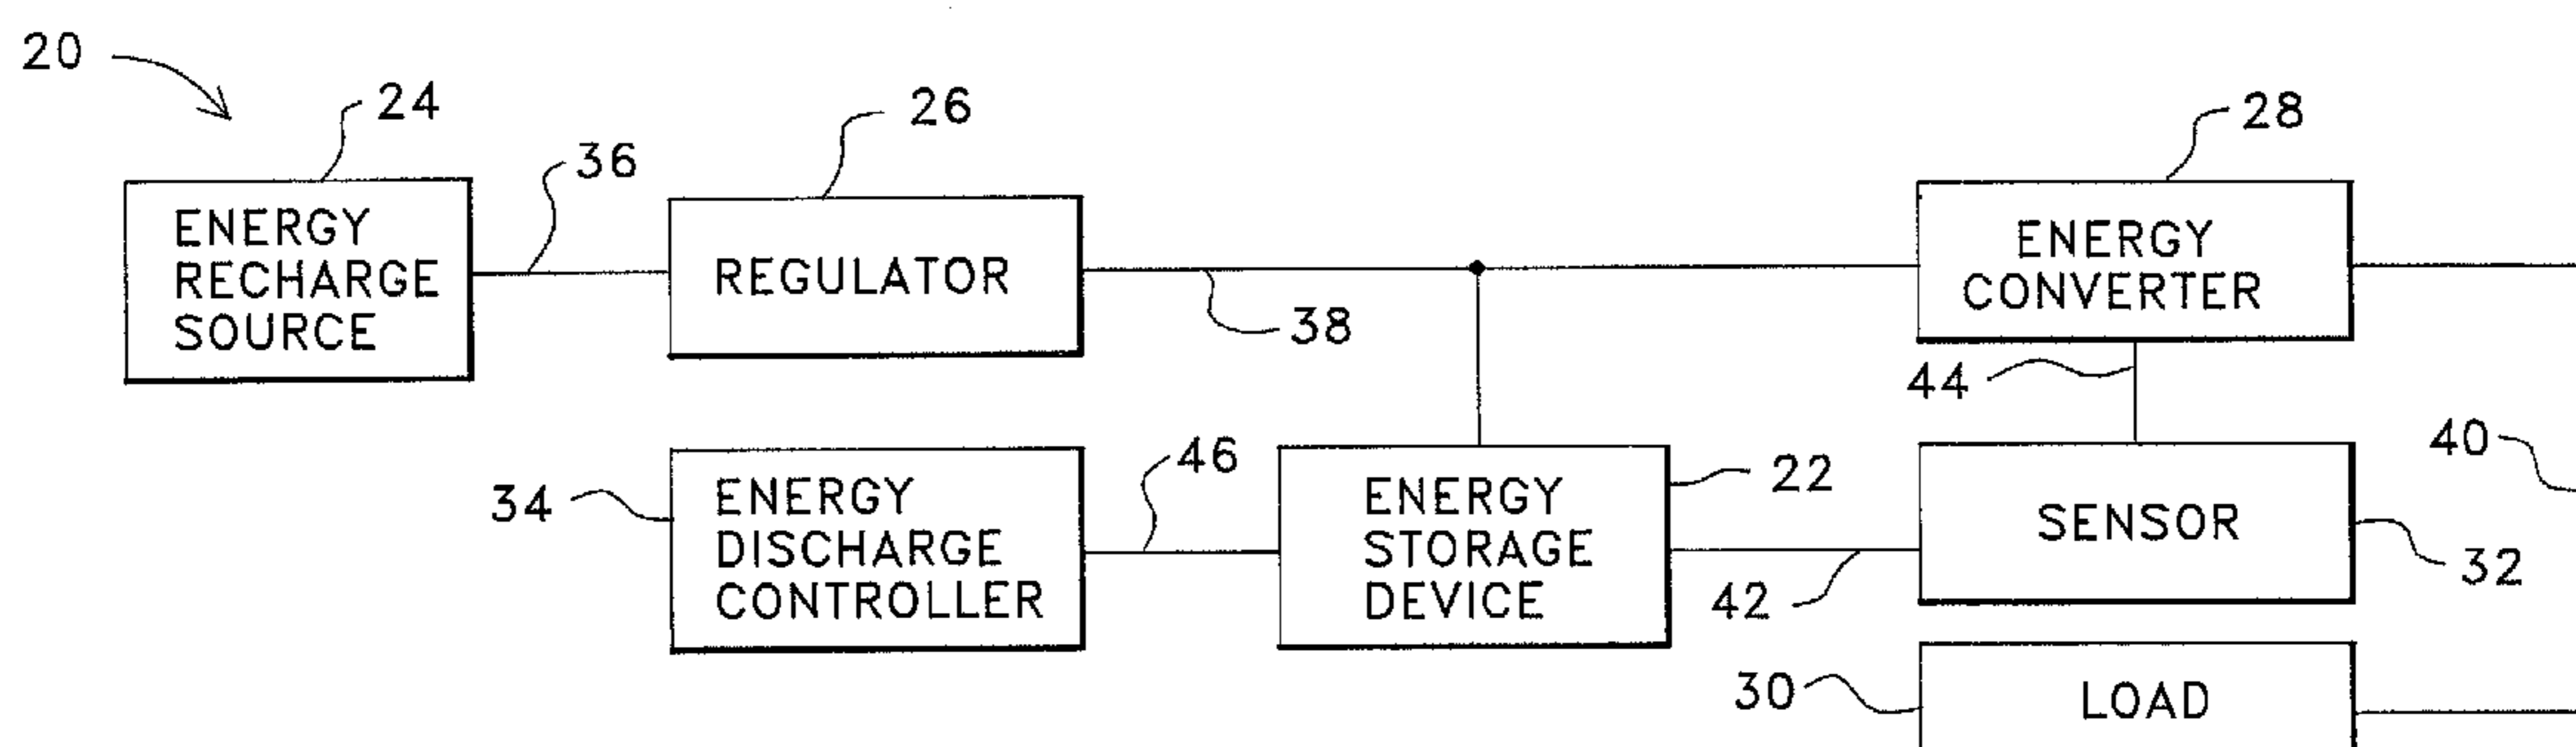 20
24
26
28
36
ENERGY
RECHARGE
SOURCE
REGULATOR
38
ENERGY
CONVERTER
44
40
34
ENERGY
DISCHARGE
CONTROLLER
46
ENERGY
STORAGE
DEVICE
22
42
SENSOR
32
30
LOAD